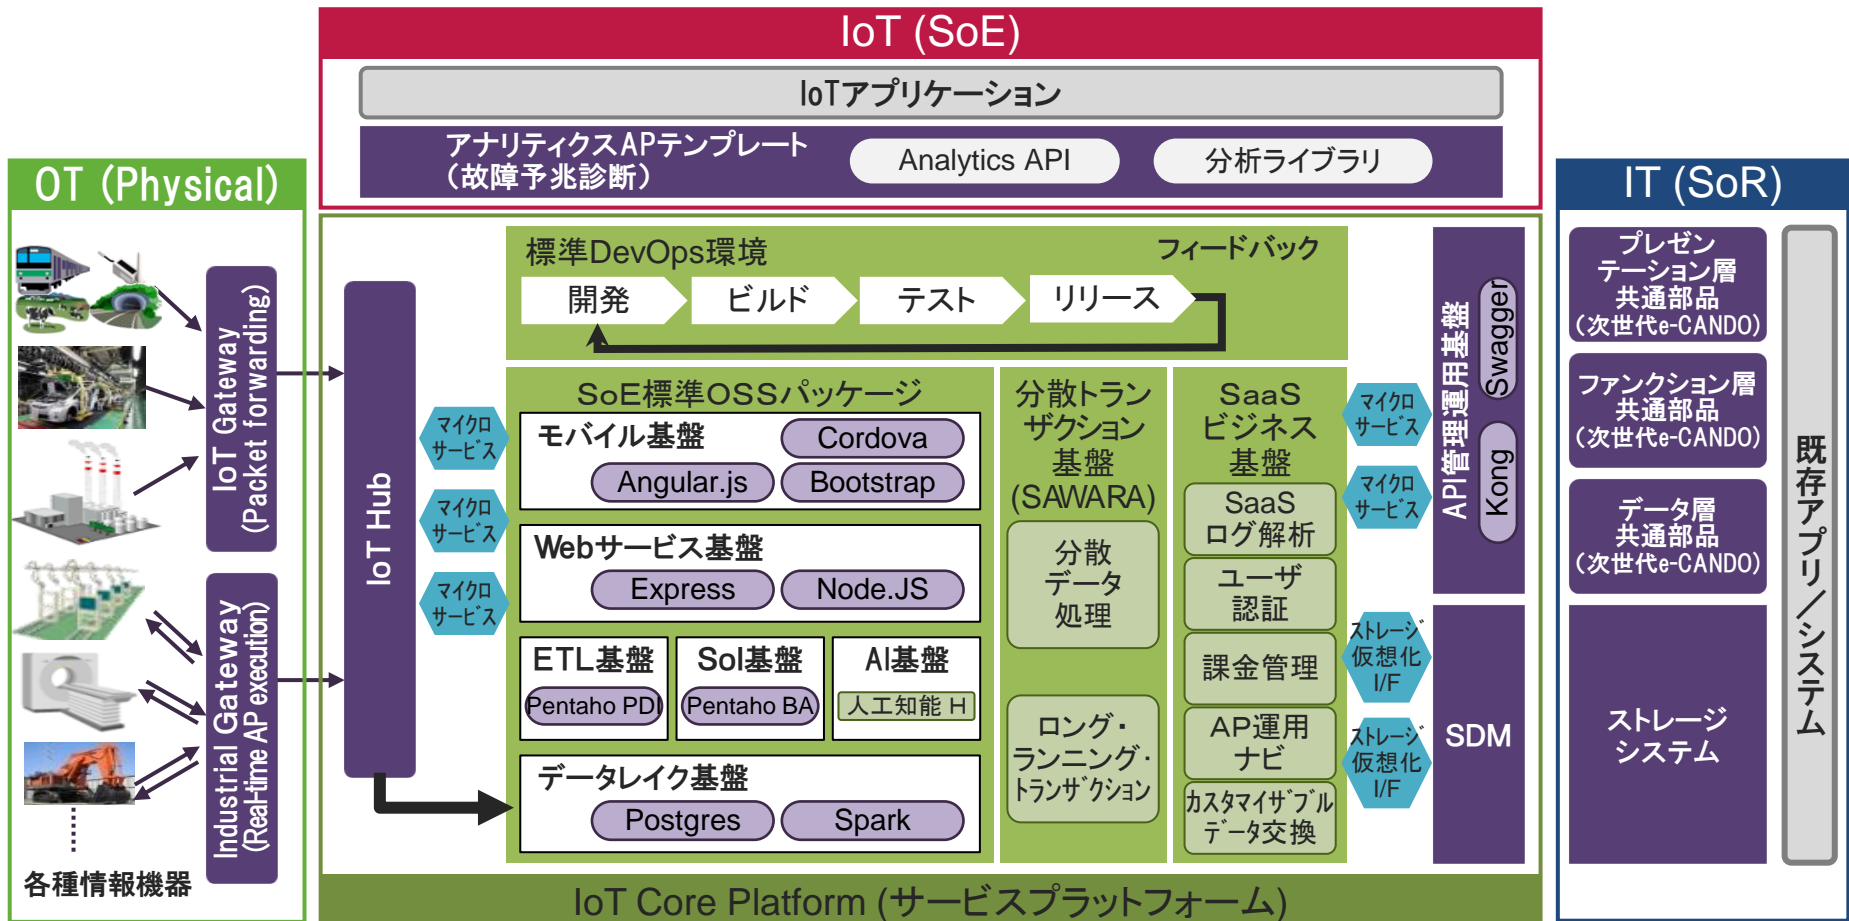 IoT (SoE)
IoTアプリケーション
アナリティクスAPテンプレート
（故障予兆診断）
Analytics API
分析ライブラリ
OT (Physical)
IoT Gateway
(Packet forwarding)
Industrial Gateway
(Real-time AP execution)
各種情報機器
IoT Hub
標準DevOps環境
フィードバック
開発
ビルド
テスト
リリース
マイクロ
サービス
マイクロ
サービス
マイクロ
サービス
SoE標準OSSパッケージ
モバイル基盤
Cordova
Angular.js
Bootstrap
Webサービス基盤
Express
Node.JS
ETL基盤
Pentaho PDI
SoI基盤
Pentaho BA
AI基盤
人工知能 H
データレイク基盤
Postgres
Spark
分散トラン
ザクション
基盤
(SAWARA)
分散
データ
処理
ロング・
ランニング・
トランザクション
SaaS
ビジネス
基盤
SaaS
ログ解析
ユーザ
認証
課金管理
AP運用
ナビ
カスタマイザブル
データ交換
マイクロ
サービス
マイクロ
サービス
ストレージ
仮想化
I/F
ストレージ
仮想化
I/F
API管理運用基盤
Swagger
Kong
SDM
IoT Core Platform (サービスプラットフォーム)
IT (SoR)
プレゼン
テーション層
共通部品
（次世代e-CANDO）
ファンクション層
共通部品
（次世代e-CANDO）
データ層
共通部品
（次世代e-CANDO）
ストレージ
システム
既存アプリ／システム